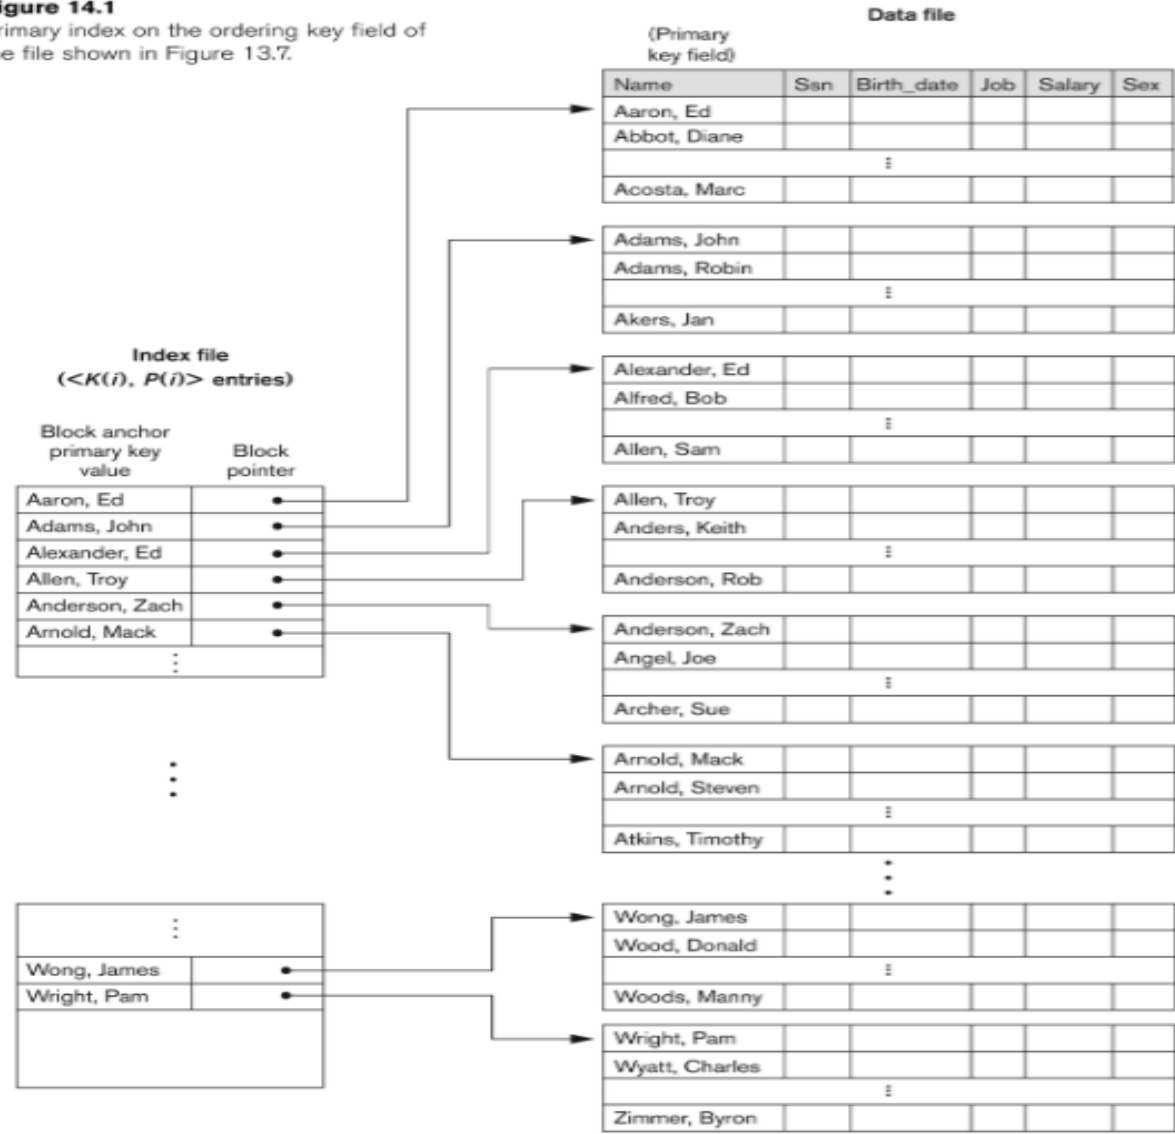 igure 14.1
rimary index on the ordering key field of
e file shown in Figure 13.7.
Data file
(Primary
key field)
Name Ssn Birth_date Job Salary Sex
Aaron, Ed
Abbot, Diane
⋮
Acosta, Marc
Adams, John
Adams, Robin
⋮
Akers, Jan
Alexander, Ed
Alfred, Bob
⋮
Allen, Sam
Allen, Troy
Anders, Keith
⋮
Anderson, Rob
Anderson, Zach
Angel, Joe
⋮
Archer, Sue
Arnold, Mack
Arnold, Steven
⋮
Atkins, Timothy
⋮
Wong, James
Wood, Donald
⋮
Woods, Manny
Wright, Pam
Wyatt, Charles
⋮
Zimmer, Byron
Index file
(<K(i), P(i)> entries)
Block anchor
primary key
value
Block
pointer
Aaron, Ed
Adams, John
Alexander, Ed
Allen, Troy
Anderson, Zach
Arnold, Mack
⋮
⋮
⋮
Wong, James
Wright, Pam